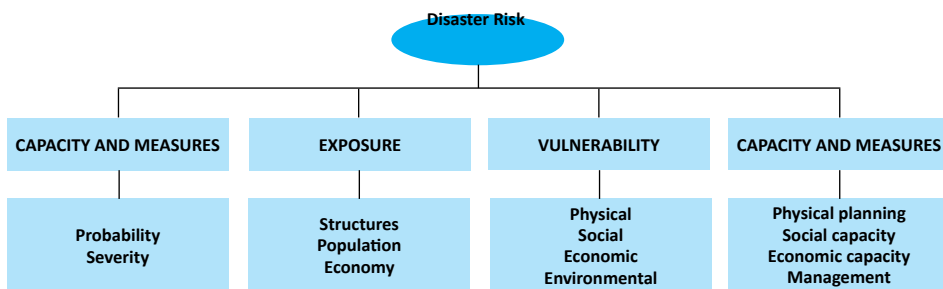 Disaster Risk
CAPACITY AND MEASURES
EXPOSURE
VULNERABILITY
CAPACITY AND MEASURES
Probability
Severity
Structures
Population
Economy
Physical
Social
Economic
Environmental
Physical planning
Social capacity
Economic capacity
Management